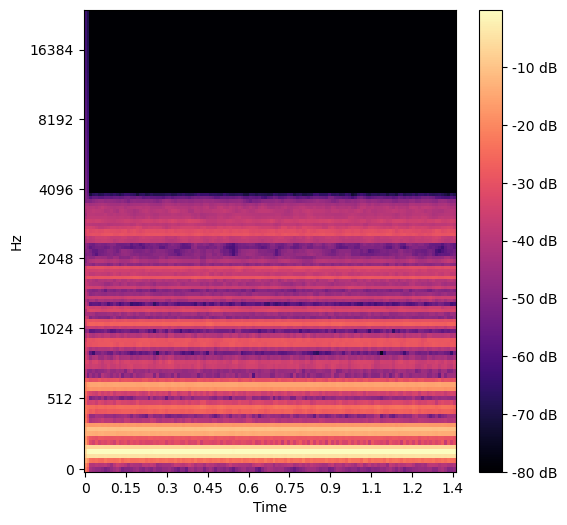 16384
8192
4096
2048
1024
512
0
Hz
0
0.15
0.3
0.45
0.6
0.75
0.9
1.1
1.2
1.4
Time
-10 dB
-20 dB
-30 dB
-40 dB
-50 dB
-60 dB
-70 dB
-80 dB